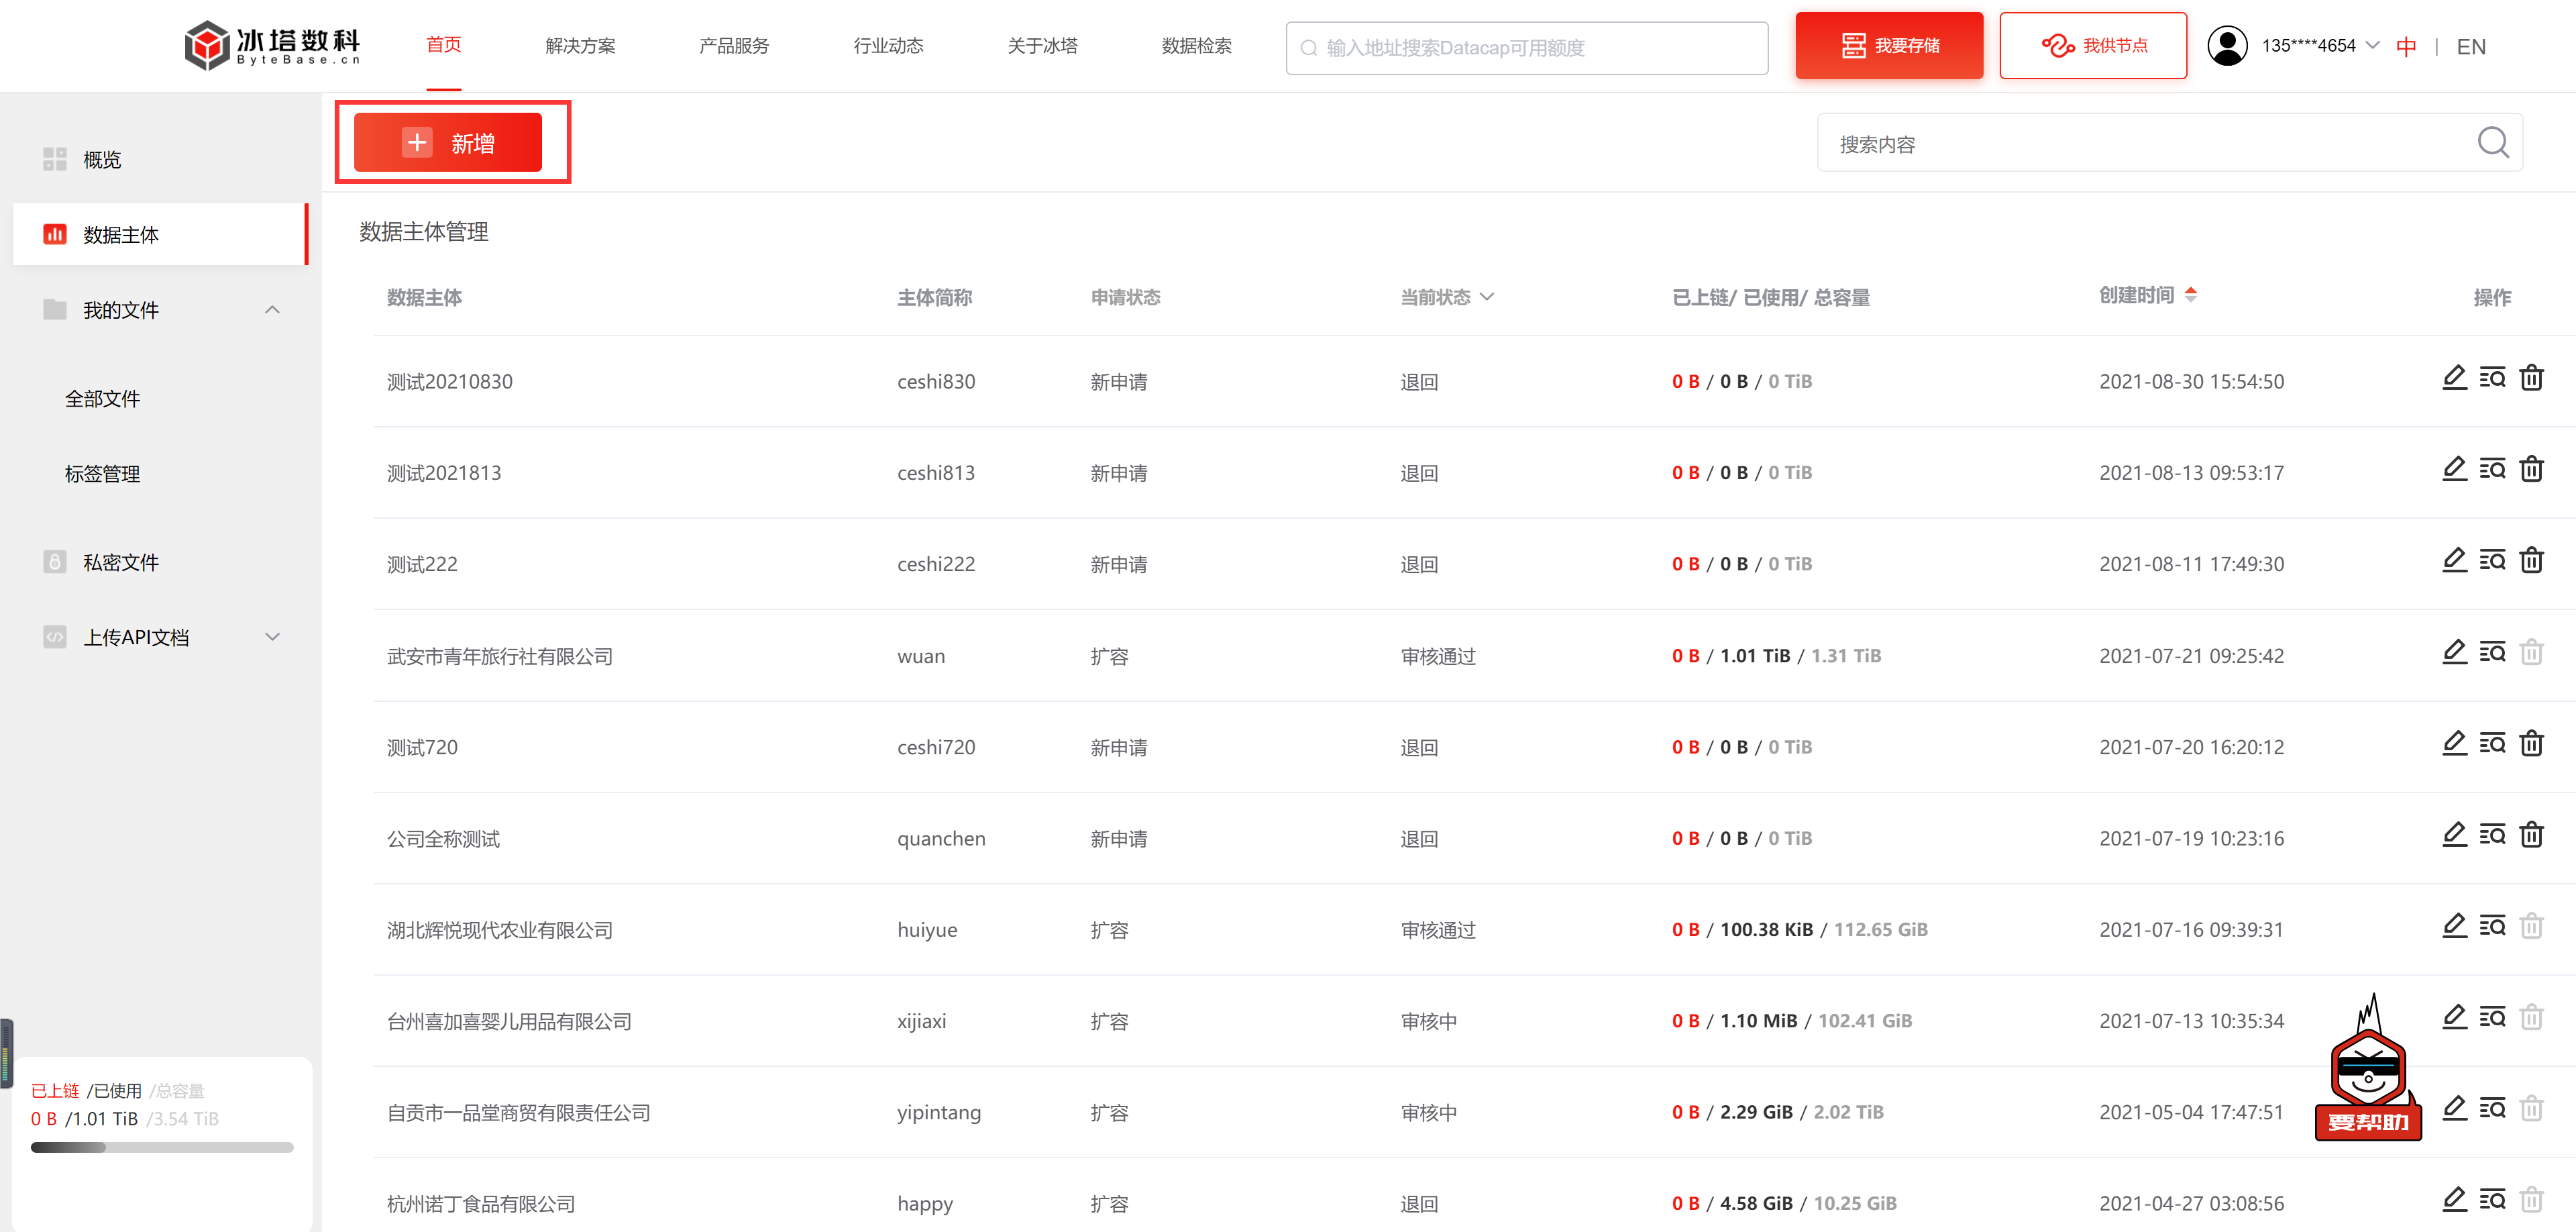 冰塔数科
ByteBase.cn
首页
解决方案
产品服务
行业动态
关于冰塔
数据检索
输入地址搜索Datacap可用额度
我要存储
我供节点
135****4654
中 | EN
新增
搜索内容
概览
数据主体
我的文件
全部文件
标签管理
私密文件
上传API文档
已上链 /已使用 /总容量
0 B /1.01 TiB /3.54 TiB
数据主体管理
数据主体 主体简称 申请状态 当前状态 已上链/ 已使用/ 总容量 创建时间 操作
测试20210830 ceshi830 新申请 退回 0 B / 0 B / 0 TiB 2021-08-30 15:54:50
测试2021813 ceshi813 新申请 退回 0 B / 0 B / 0 TiB 2021-08-13 09:53:17
测试222 ceshi222 新申请 退回 0 B / 0 B / 0 TiB 2021-08-11 17:49:30
武安市青年旅行社有限公司 wuan 扩容 审核通过 0 B / 1.01 TiB / 1.31 TiB 2021-07-21 09:25:42
测试720 ceshi720 新申请 退回 0 B / 0 B / 0 TiB 2021-07-20 16:20:12
公司全称测试 quanchen 新申请 退回 0 B / 0 B / 0 TiB 2021-07-19 10:23:16
湖北辉悦现代农业有限公司 huiyue 扩容 审核通过 0 B / 100.38 KiB / 112.65 GiB 2021-07-16 09:39:31
台州喜加喜婴儿用品有限公司 xijiaxi 扩容 审核中 0 B / 1.10 MiB / 102.41 GiB 2021-07-13 10:35:34
自贡市一品堂商贸有限责任公司 yipintang 扩容 审核中 0 B / 2.29 GiB / 2.02 TiB 2021-05-04 17:47:51
杭州诺丁食品有限公司 happy 扩容 退回 0 B / 4.58 GiB / 10.25 GiB 2021-04-27 03:08:56
要帮助